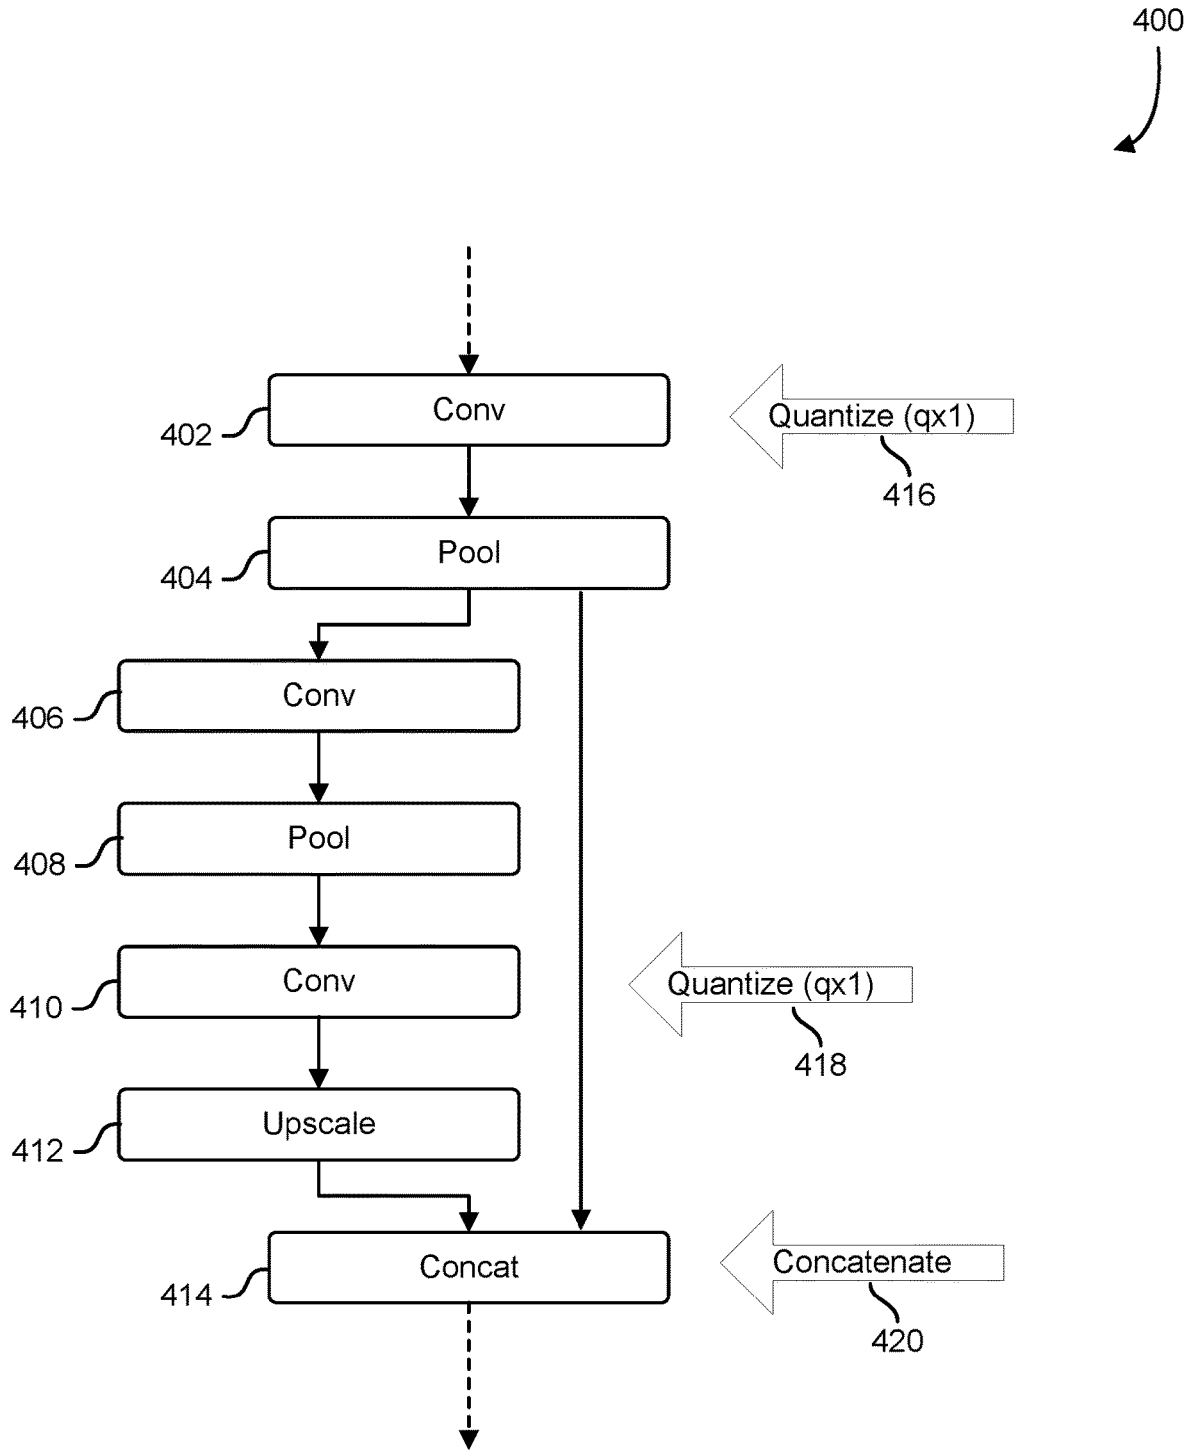 400
Conv
402
Quantize (qx1)
416
Pool
404
Conv
406
Pool
408
Conv
410
Quantize (qx1)
418
Upscale
412
Concat
414
Concatenate
420